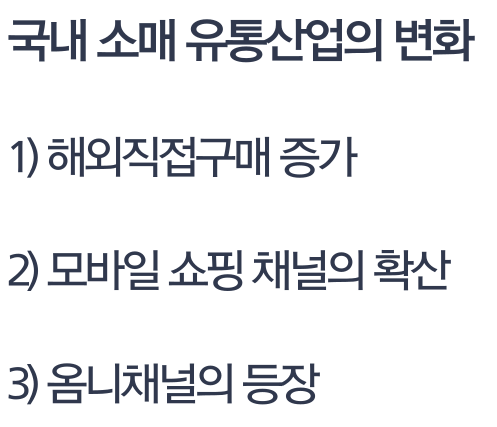 국내 소매 유통산업의 변화
1) 해외직접구매 증가
2) 모바일 쇼핑 채널의 확산
3) 옴니채널의 등장